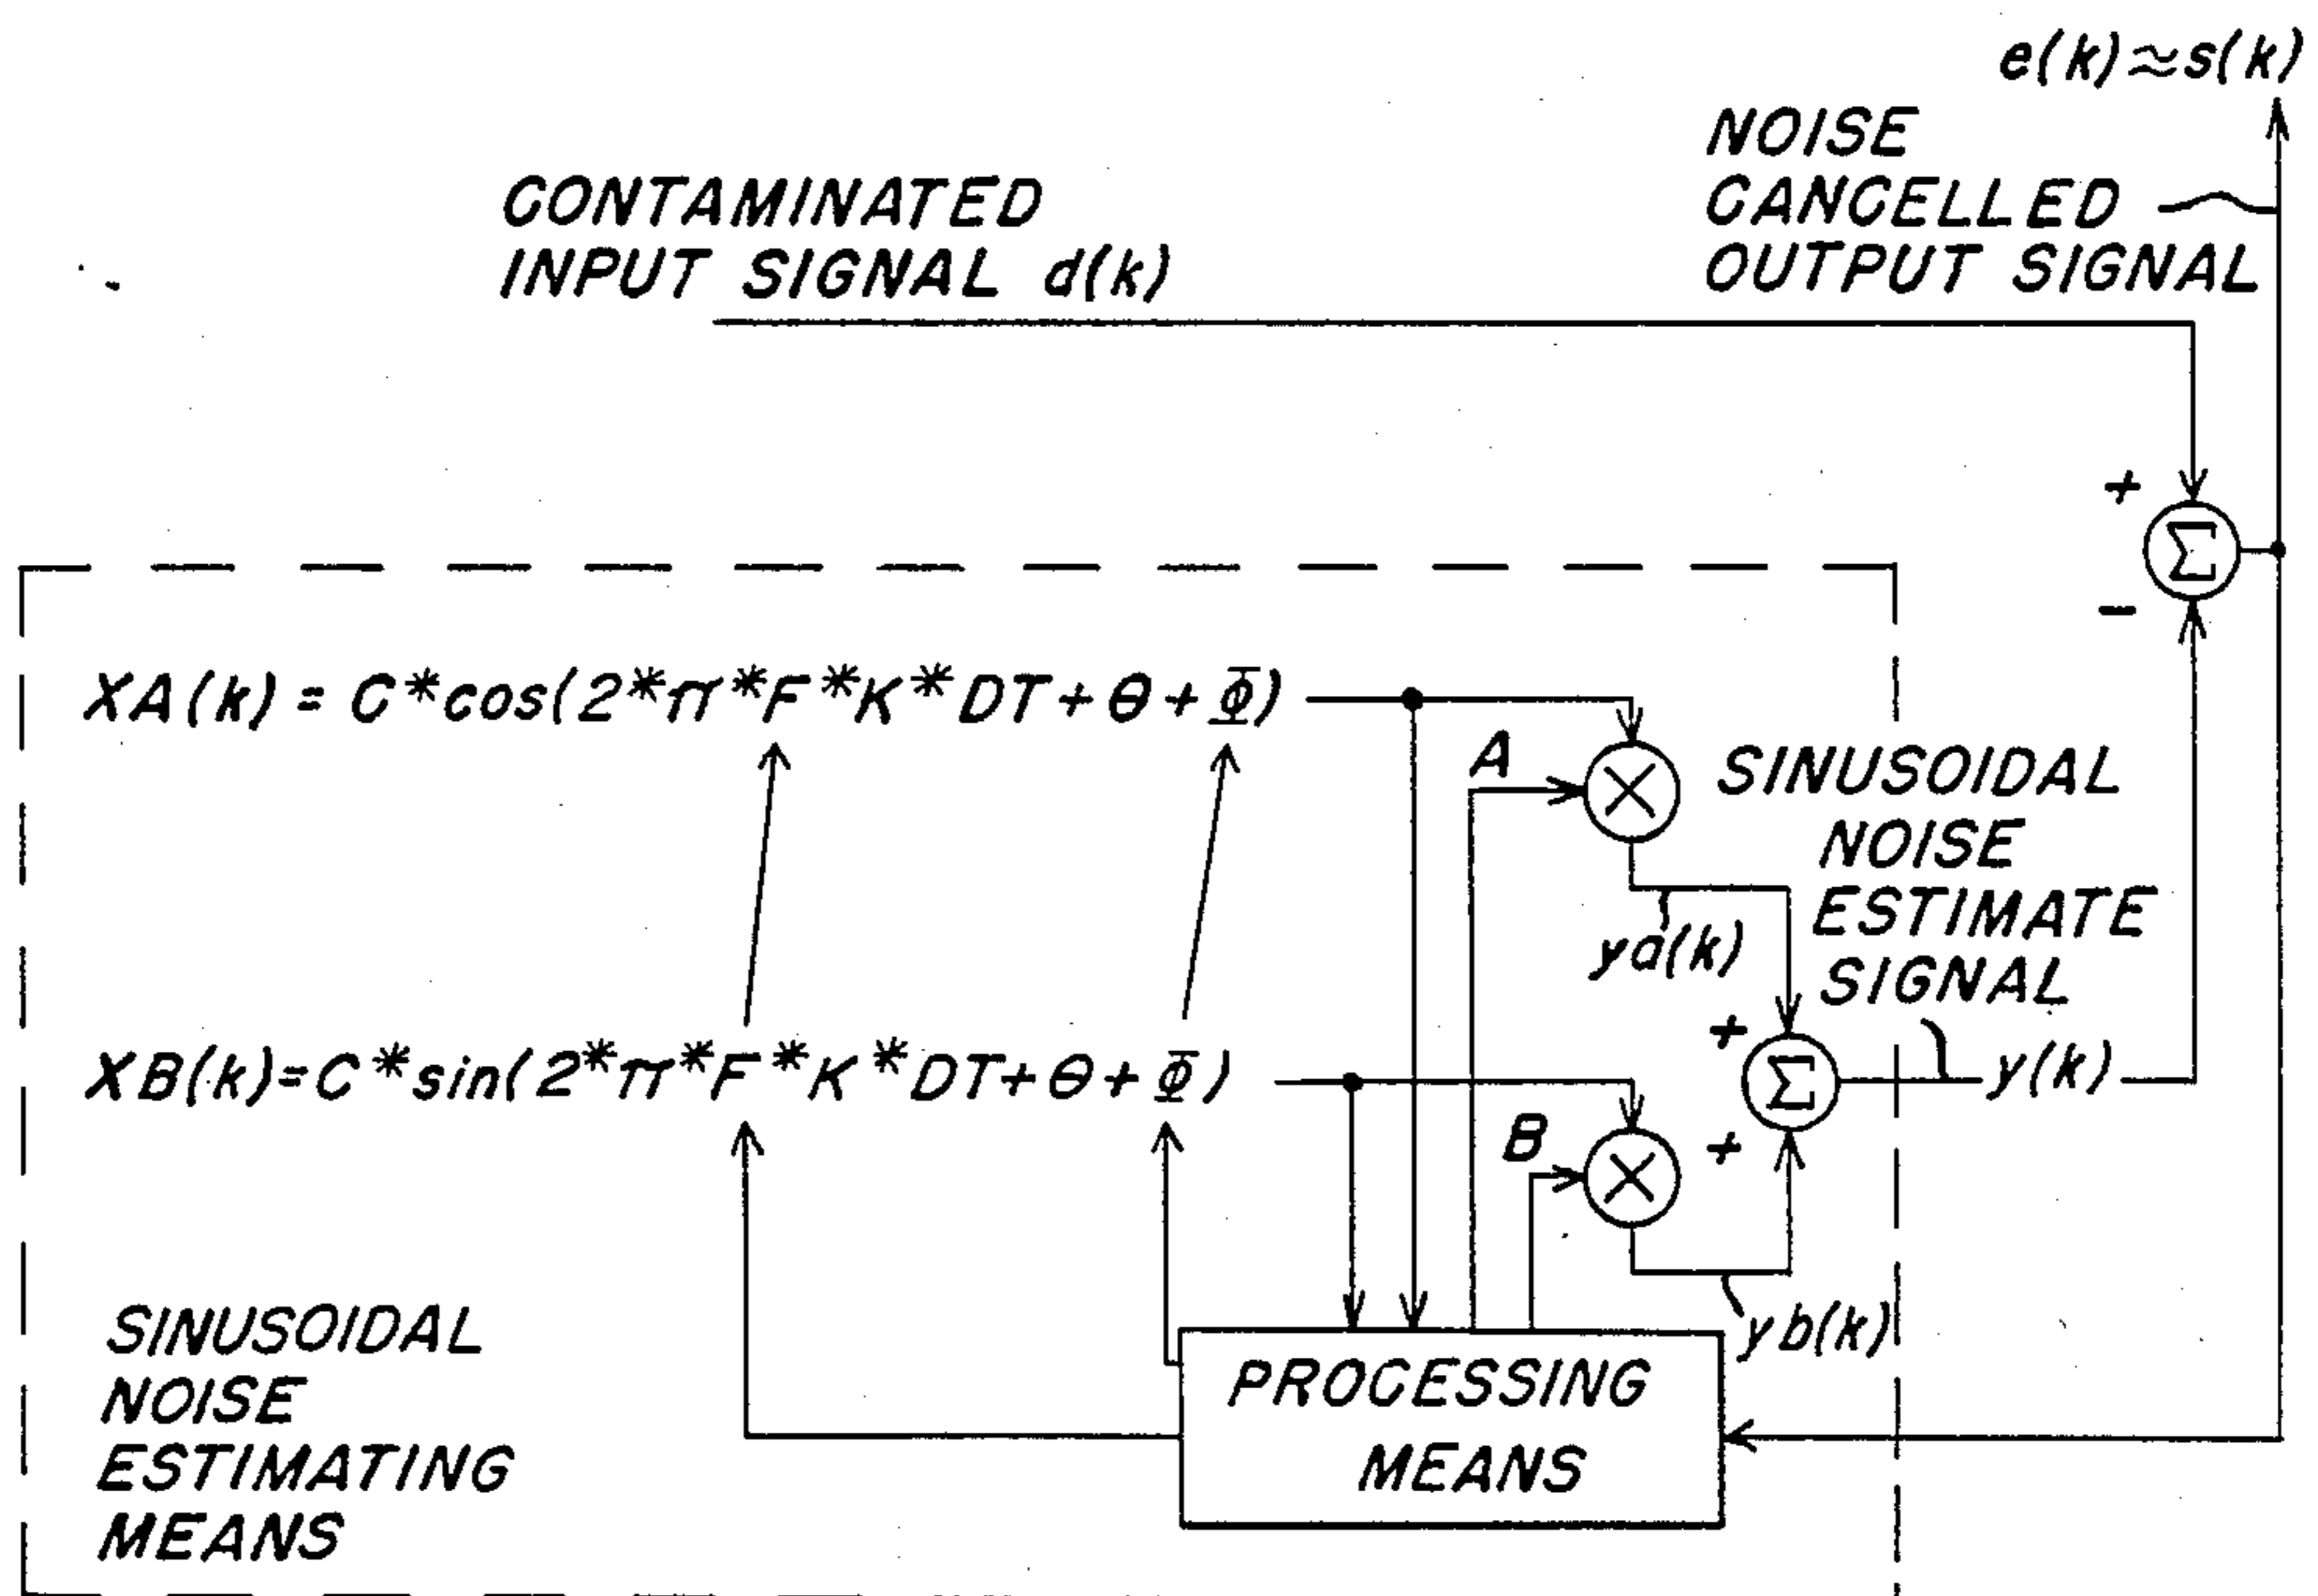 e(k)≈s(k)
NOISE
CANCELLED
OUTPUT SIGNAL
CONTAMINATED
INPUT SIGNAL d(k)
+
Σ
−
XA(k) = C*cos(2*π*F*K*DT+θ+Φ)
A
×
SINUSOIDAL
NOISE
ESTIMATE
SIGNAL
ya(k)
+
Σ
y(k)
+
XB(k)=C*sin(2*π*F*K*DT+θ+Φ)
B
×
yb(k)
PROCESSING
MEANS
SINUSOIDAL
NOISE
ESTIMATING
MEANS